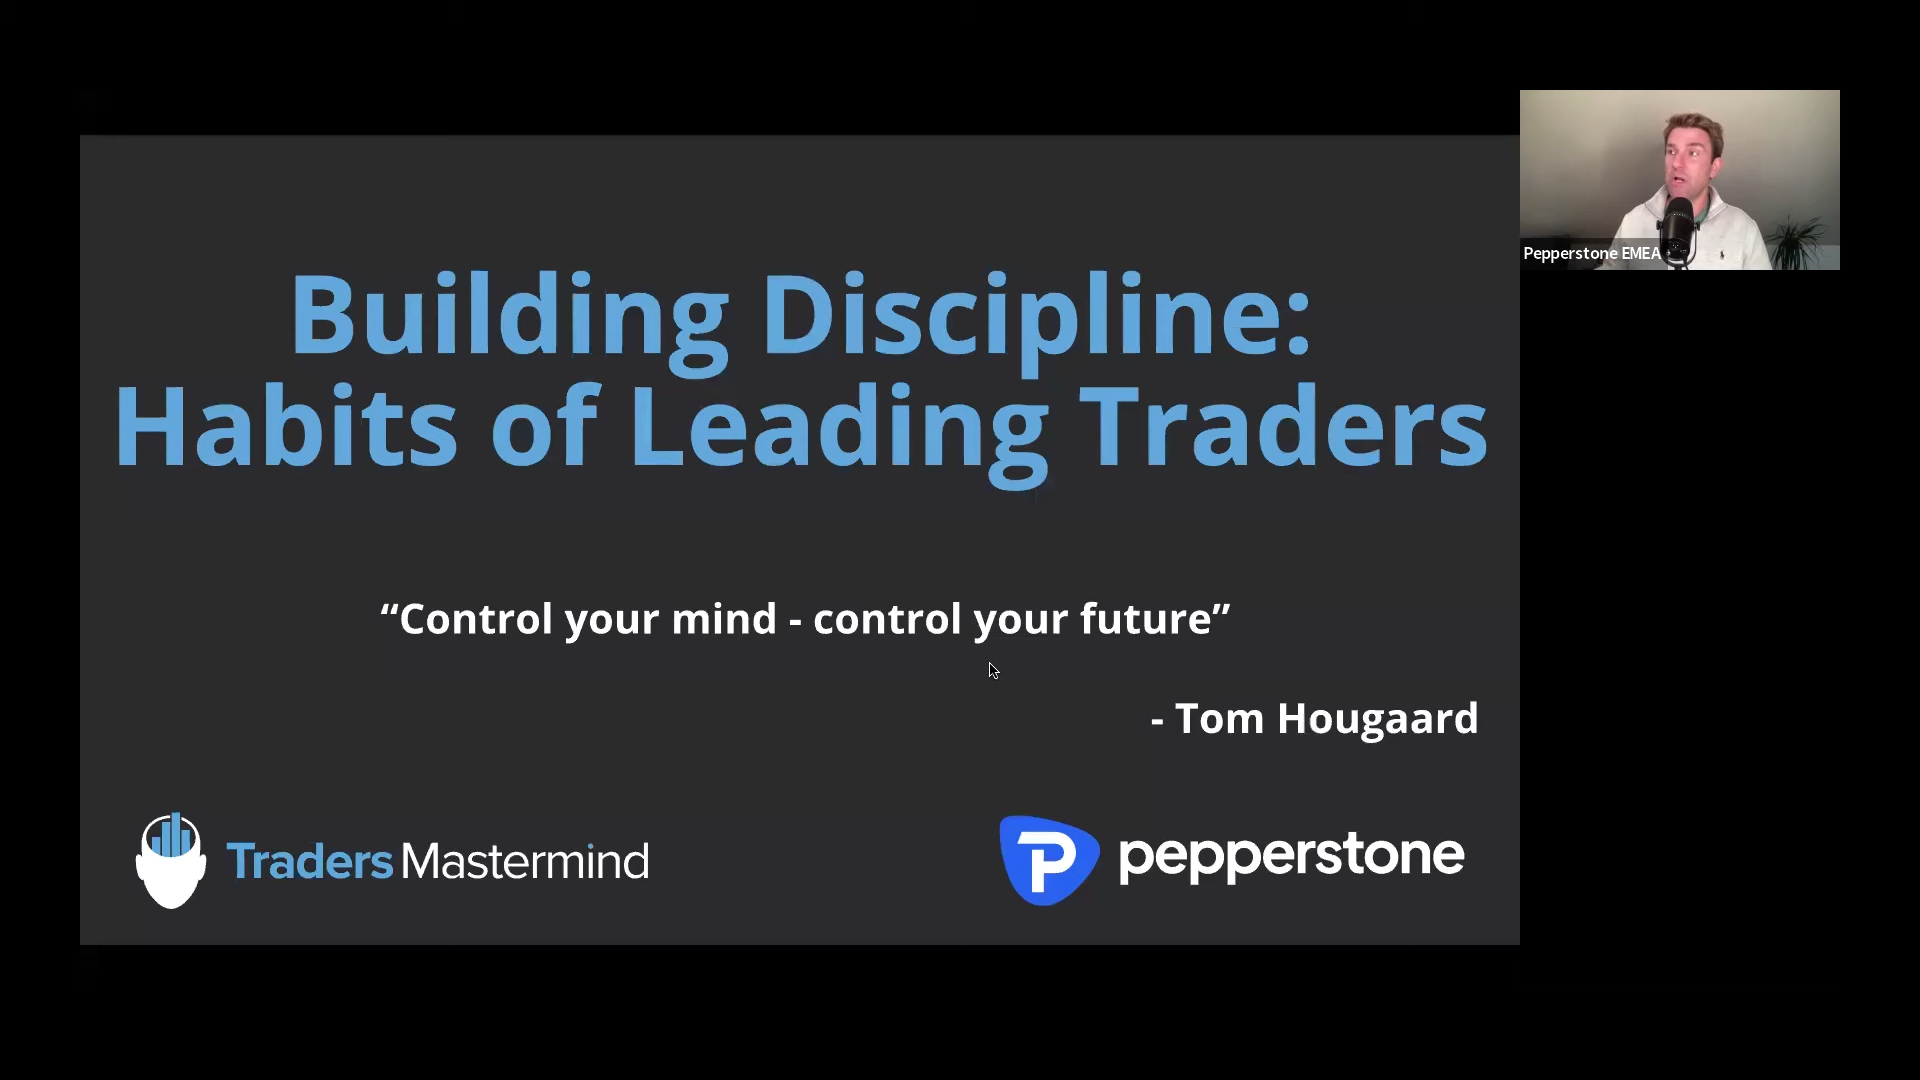 Building Discipline:
Habits of Leading Traders
“Control your mind - control your future”
- Tom Hougaard
Traders Mastermind
pepperstone
Pepperstone EMEA